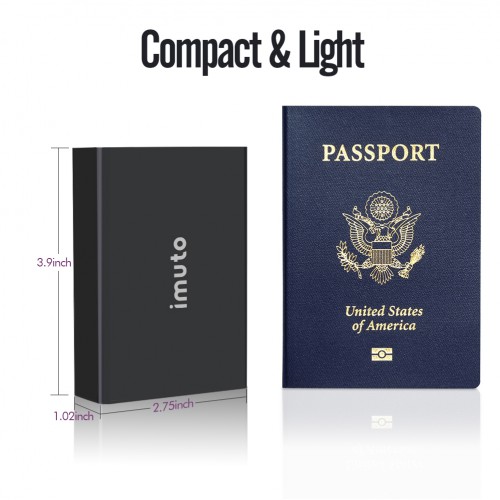 Compact & Light
PASSPORT
3.9inch
imuto
United States
of America
1.02inch
2.75inch